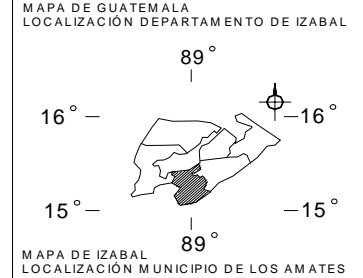 MAPA DE GUATEMALA
LOCALIZACIÓN DEPARTAMENTO DE IZABAL
89°
16° — — 16°
15° — — 15°
89°
MAPA DE IZABAL
LOCALIZACIÓN MUNICIPIO DE LOS AMATES